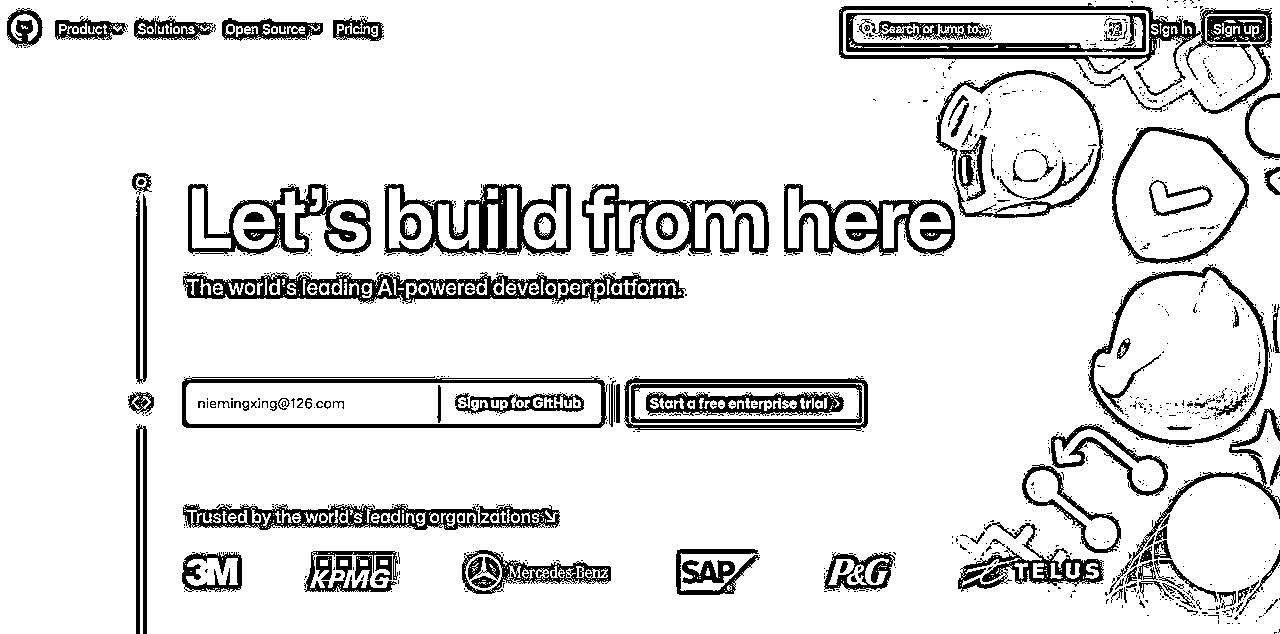 Product Solutions Open Source Pricing Search or jump to... / Sign in Sign up
Let's build from here
The world's leading AI-powered developer platform.
niemingxing@126.com Sign up for GitHub Start a free enterprise trial
Trusted by the world's leading organizations
3M KPMG Mercedes-Benz SAP P&G TELUS